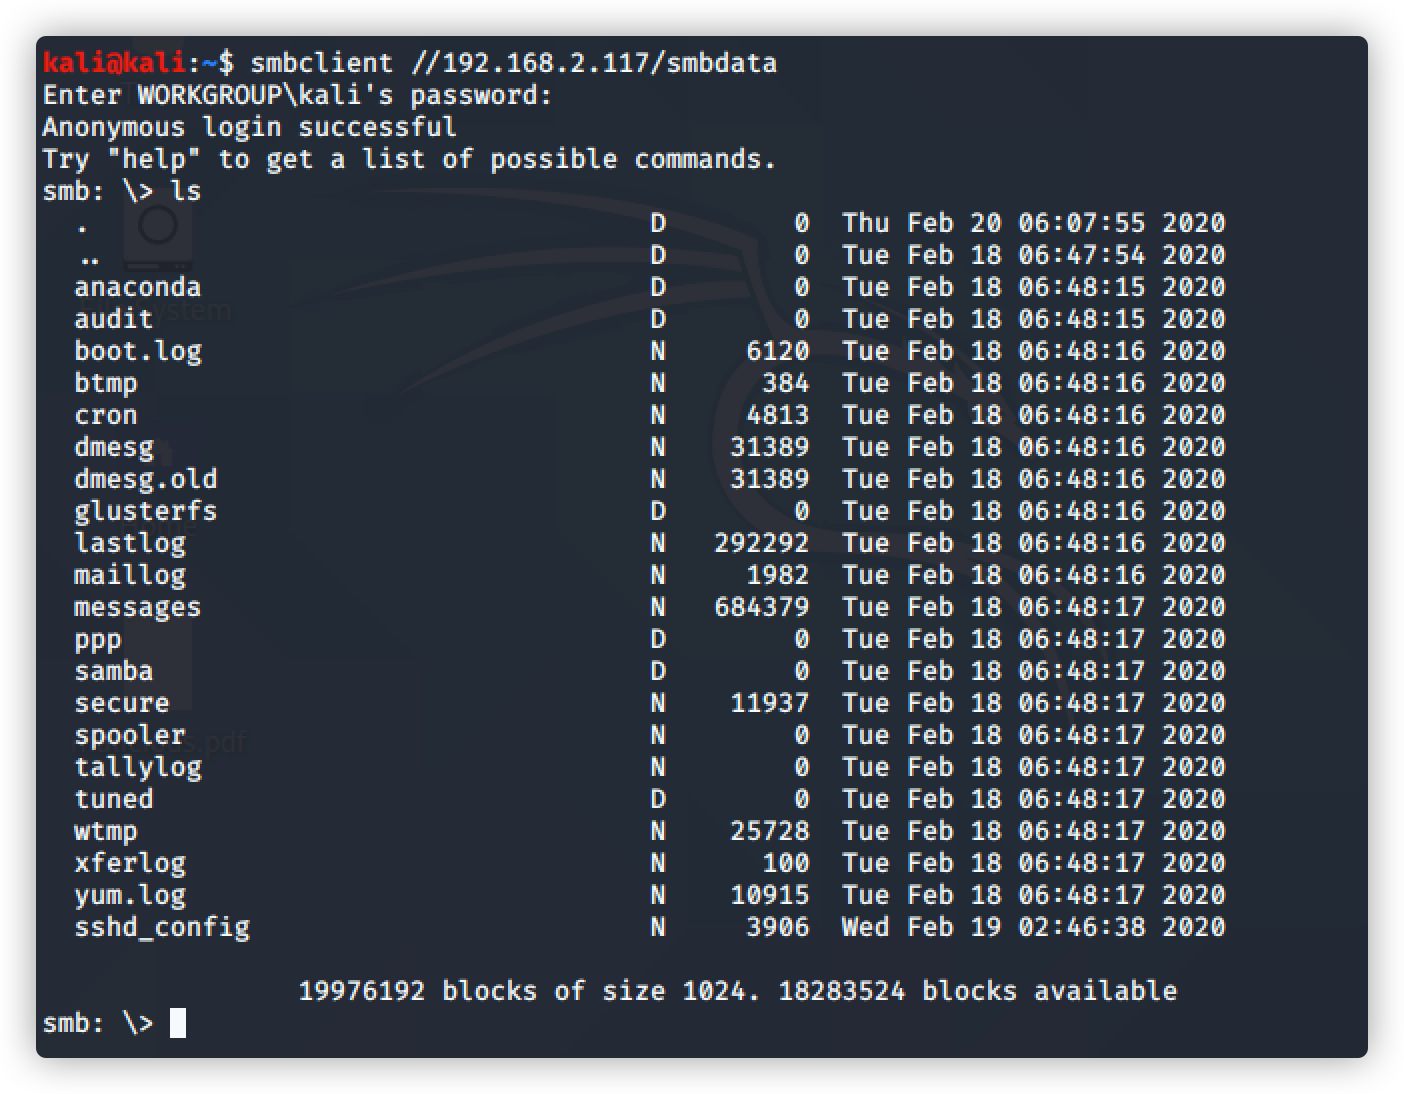 kali@kali:~$ smbclient //192.168.2.117/smbdata
Enter WORKGROUP\kali's password:
Anonymous login successful
Try "help" to get a list of possible commands.
smb: \> ls
  .                                   D        0  Thu Feb 20 06:07:55 2020
  ..                                  D        0  Tue Feb 18 06:47:54 2020
  anaconda                            D        0  Tue Feb 18 06:48:15 2020
  audit                               D        0  Tue Feb 18 06:48:15 2020
  boot.log                            N     6120  Tue Feb 18 06:48:16 2020
  btmp                                N      384  Tue Feb 18 06:48:16 2020
  cron                                N     4813  Tue Feb 18 06:48:16 2020
  dmesg                               N    31389  Tue Feb 18 06:48:16 2020
  dmesg.old                           N    31389  Tue Feb 18 06:48:16 2020
  glusterfs                           D        0  Tue Feb 18 06:48:16 2020
  lastlog                             N   292292  Tue Feb 18 06:48:16 2020
  maillog                             N     1982  Tue Feb 18 06:48:16 2020
  messages                            N   684379  Tue Feb 18 06:48:17 2020
  ppp                                 D        0  Tue Feb 18 06:48:17 2020
  samba                               D        0  Tue Feb 18 06:48:17 2020
  secure                              N    11937  Tue Feb 18 06:48:17 2020
  spooler                             N        0  Tue Feb 18 06:48:17 2020
  tallylog                            N        0  Tue Feb 18 06:48:17 2020
  tuned                               D        0  Tue Feb 18 06:48:17 2020
  wtmp                                N    25728  Tue Feb 18 06:48:17 2020
  xferlog                             N      100  Tue Feb 18 06:48:17 2020
  yum.log                             N    10915  Tue Feb 18 06:48:17 2020
  sshd_config                         N     3906  Wed Feb 19 02:46:38 2020

                19976192 blocks of size 1024. 18283524 blocks available
smb: \>